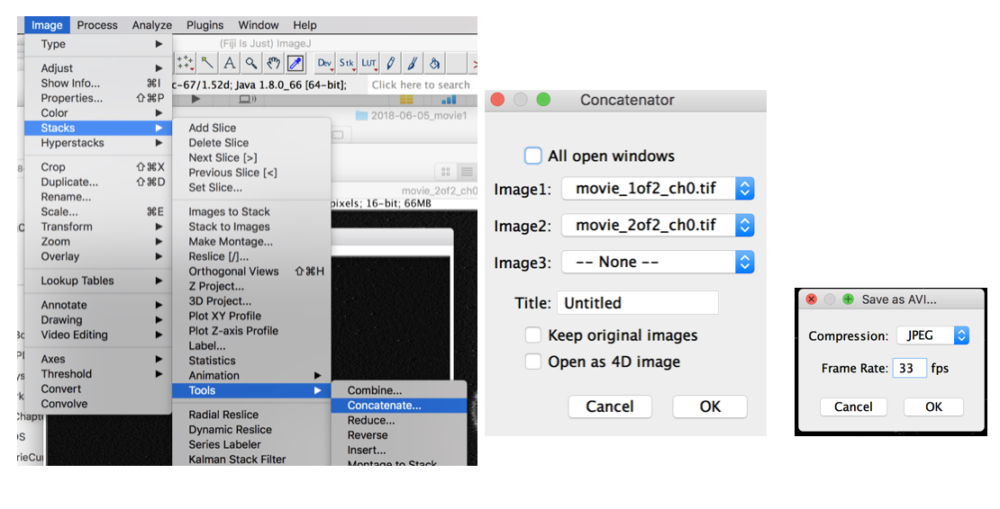 Image Process Analyze Plugins Window Help
(Fiji Is Just) ImageJ
Dev Stk LUT
c-67/1.52d; Java 1.8.0_66 [64-bit];
Click here to search
2018-06-05_movie1
movie_2of2_ch0
pixels; 16-bit; 66MB
Type
Adjust
Show Info... ⌘I
Properties... ⇧⌘P
Color
Stacks
Hyperstacks
Crop ⇧⌘X
Duplicate... ⇧⌘D
Rename...
Scale... ⌘E
Transform
Zoom
Overlay
Lookup Tables
Annotate
Drawing
Video Editing
Axes
Threshold
Convert
Convolve
Add Slice
Delete Slice
Next Slice [>]
Previous Slice [<]
Set Slice...
Images to Stack
Stack to Images
Make Montage...
Reslice [/]...
Orthogonal Views ⇧⌘H
Z Project...
3D Project...
Plot XY Profile
Plot Z-axis Profile
Label...
Statistics
Animation
Tools
Radial Reslice
Dynamic Reslice
Series Labeler
Kalman Stack Filter
Combine...
Concatenate...
Reduce...
Reverse
Insert...
Montage to Stack
Concatenator
All open windows
Image1: movie_1of2_ch0.tif
Image2: movie_2of2_ch0.tif
Image3: -- None --
Title: Untitled
Keep original images
Open as 4D image
Cancel OK
Save as AVI...
Compression: JPEG
Frame Rate: 33 fps
Cancel OK